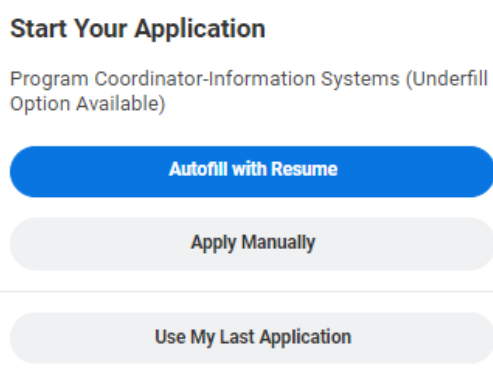 Start Your Application
Program Coordinator-Information Systems (Underfill
Option Available)
Autofill with Resume
Apply Manually
Use My Last Application